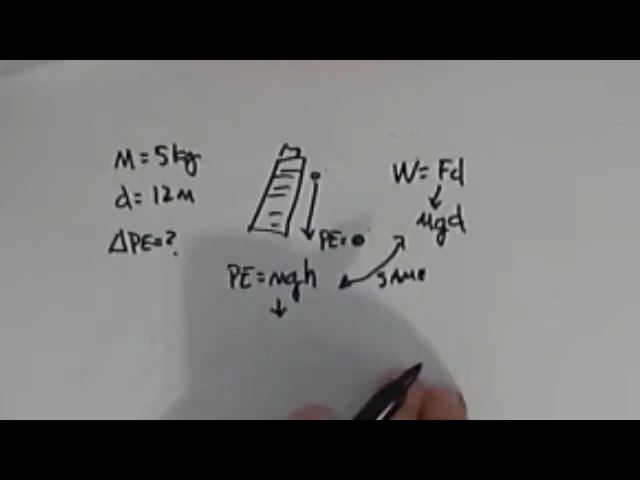 M = 5kg
d = 12M
ΔPE=?
PE=0
PE=mgh
W= Fd
Mgd
SAME